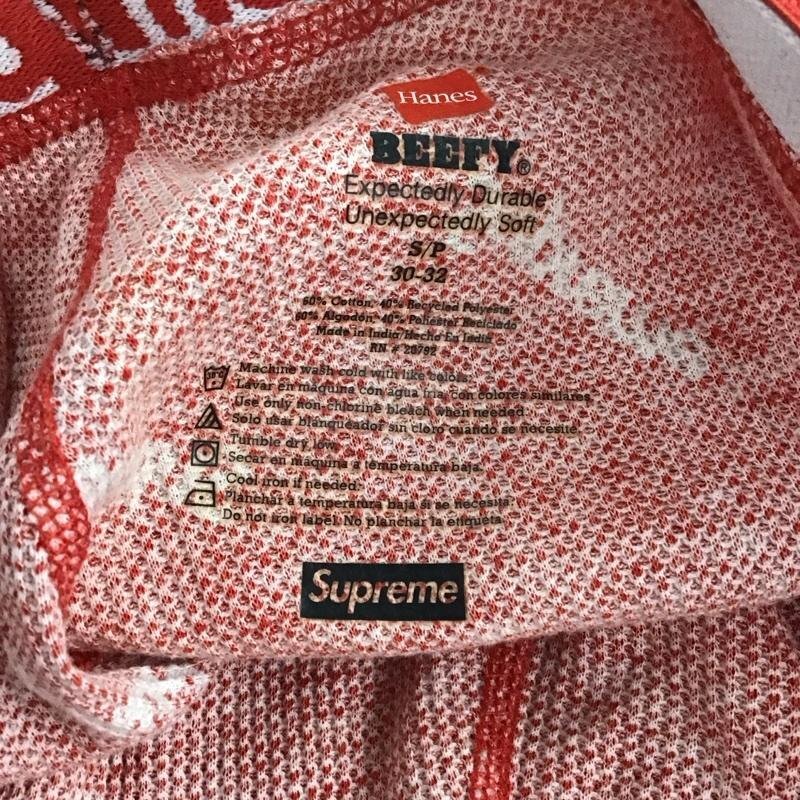 Hanes
BEEFY®
Expectedly Durable
Unexpectedly Soft
S/P
30-32
60% Cotton, 40% Recycled Polyester
60% Algodón, 40% Poliéster Reciclado
Made in India/Hecho En India
RN # 20792
Machine wash cold with like colors.
Lavar en máquina con agua fría, con colores similares.
Use only non-chlorine bleach when needed.
Solo usar blanqueador sin cloro cuando se necesite.
Tumble dry low.
Secar en máquina a temperatura baja.
Cool iron if needed.
Planchar a temperatura baja si se necesita.
Do not iron label. No planchar la etiqueta.
Supreme